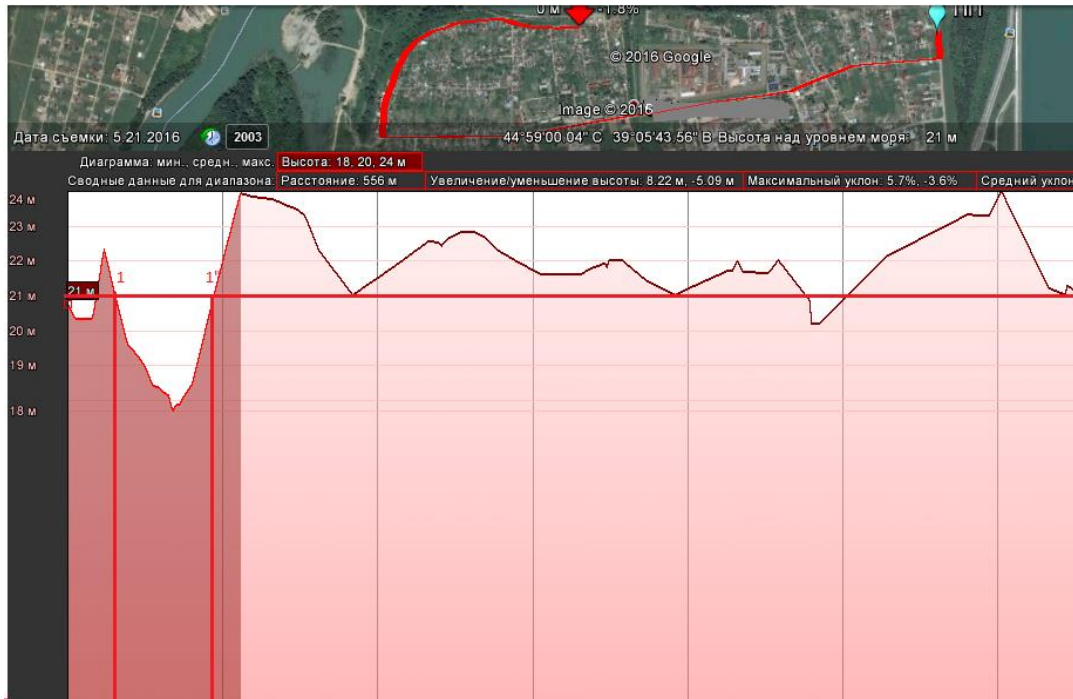 0 м -1.8%
ПП
© 2016 Google
Image © 2016
Дата съемки: 5.21.2016 2003 44°59'00.04" С 39°05'43.56" В Высота над уровнем моря: 21 м
Диаграмма: мин., средн., макс. Высота: 18, 20, 24 м
Сводные данные для диапазона: Расстояние: 556 м Увеличение/уменьшение высоты: 8.22 м, -5.09 м Максимальный уклон: 5.7%, -3.6% Средний уклон
24 м
23 м
22 м
1 1"
21 м
21 м
20 м
19 м
18 м